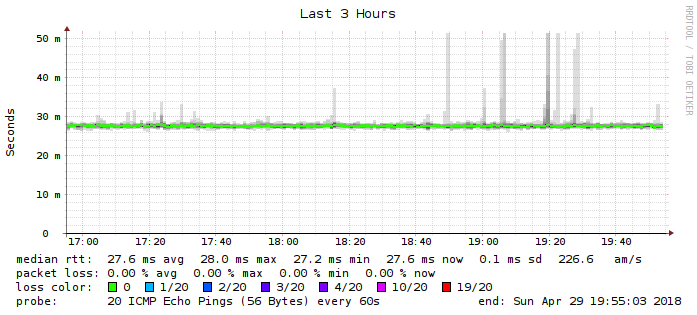 Last 3 Hours
RRDTOOL / TOBI OETIKER
Seconds
50 m
40 m
30 m
20 m
10 m
0
17:00 17:20 17:40 18:00 18:20 18:40 19:00 19:20 19:40
median rtt: 27.6 ms avg 28.0 ms max 27.2 ms min 27.6 ms now 0.1 ms sd 226.6 am/s
packet loss: 0.00 % avg 0.00 % max 0.00 % min 0.00 % now
loss color: 0 1/20 2/20 3/20 4/20 10/20 19/20
probe: 20 ICMP Echo Pings (56 Bytes) every 60s end: Sun Apr 29 19:55:03 2018